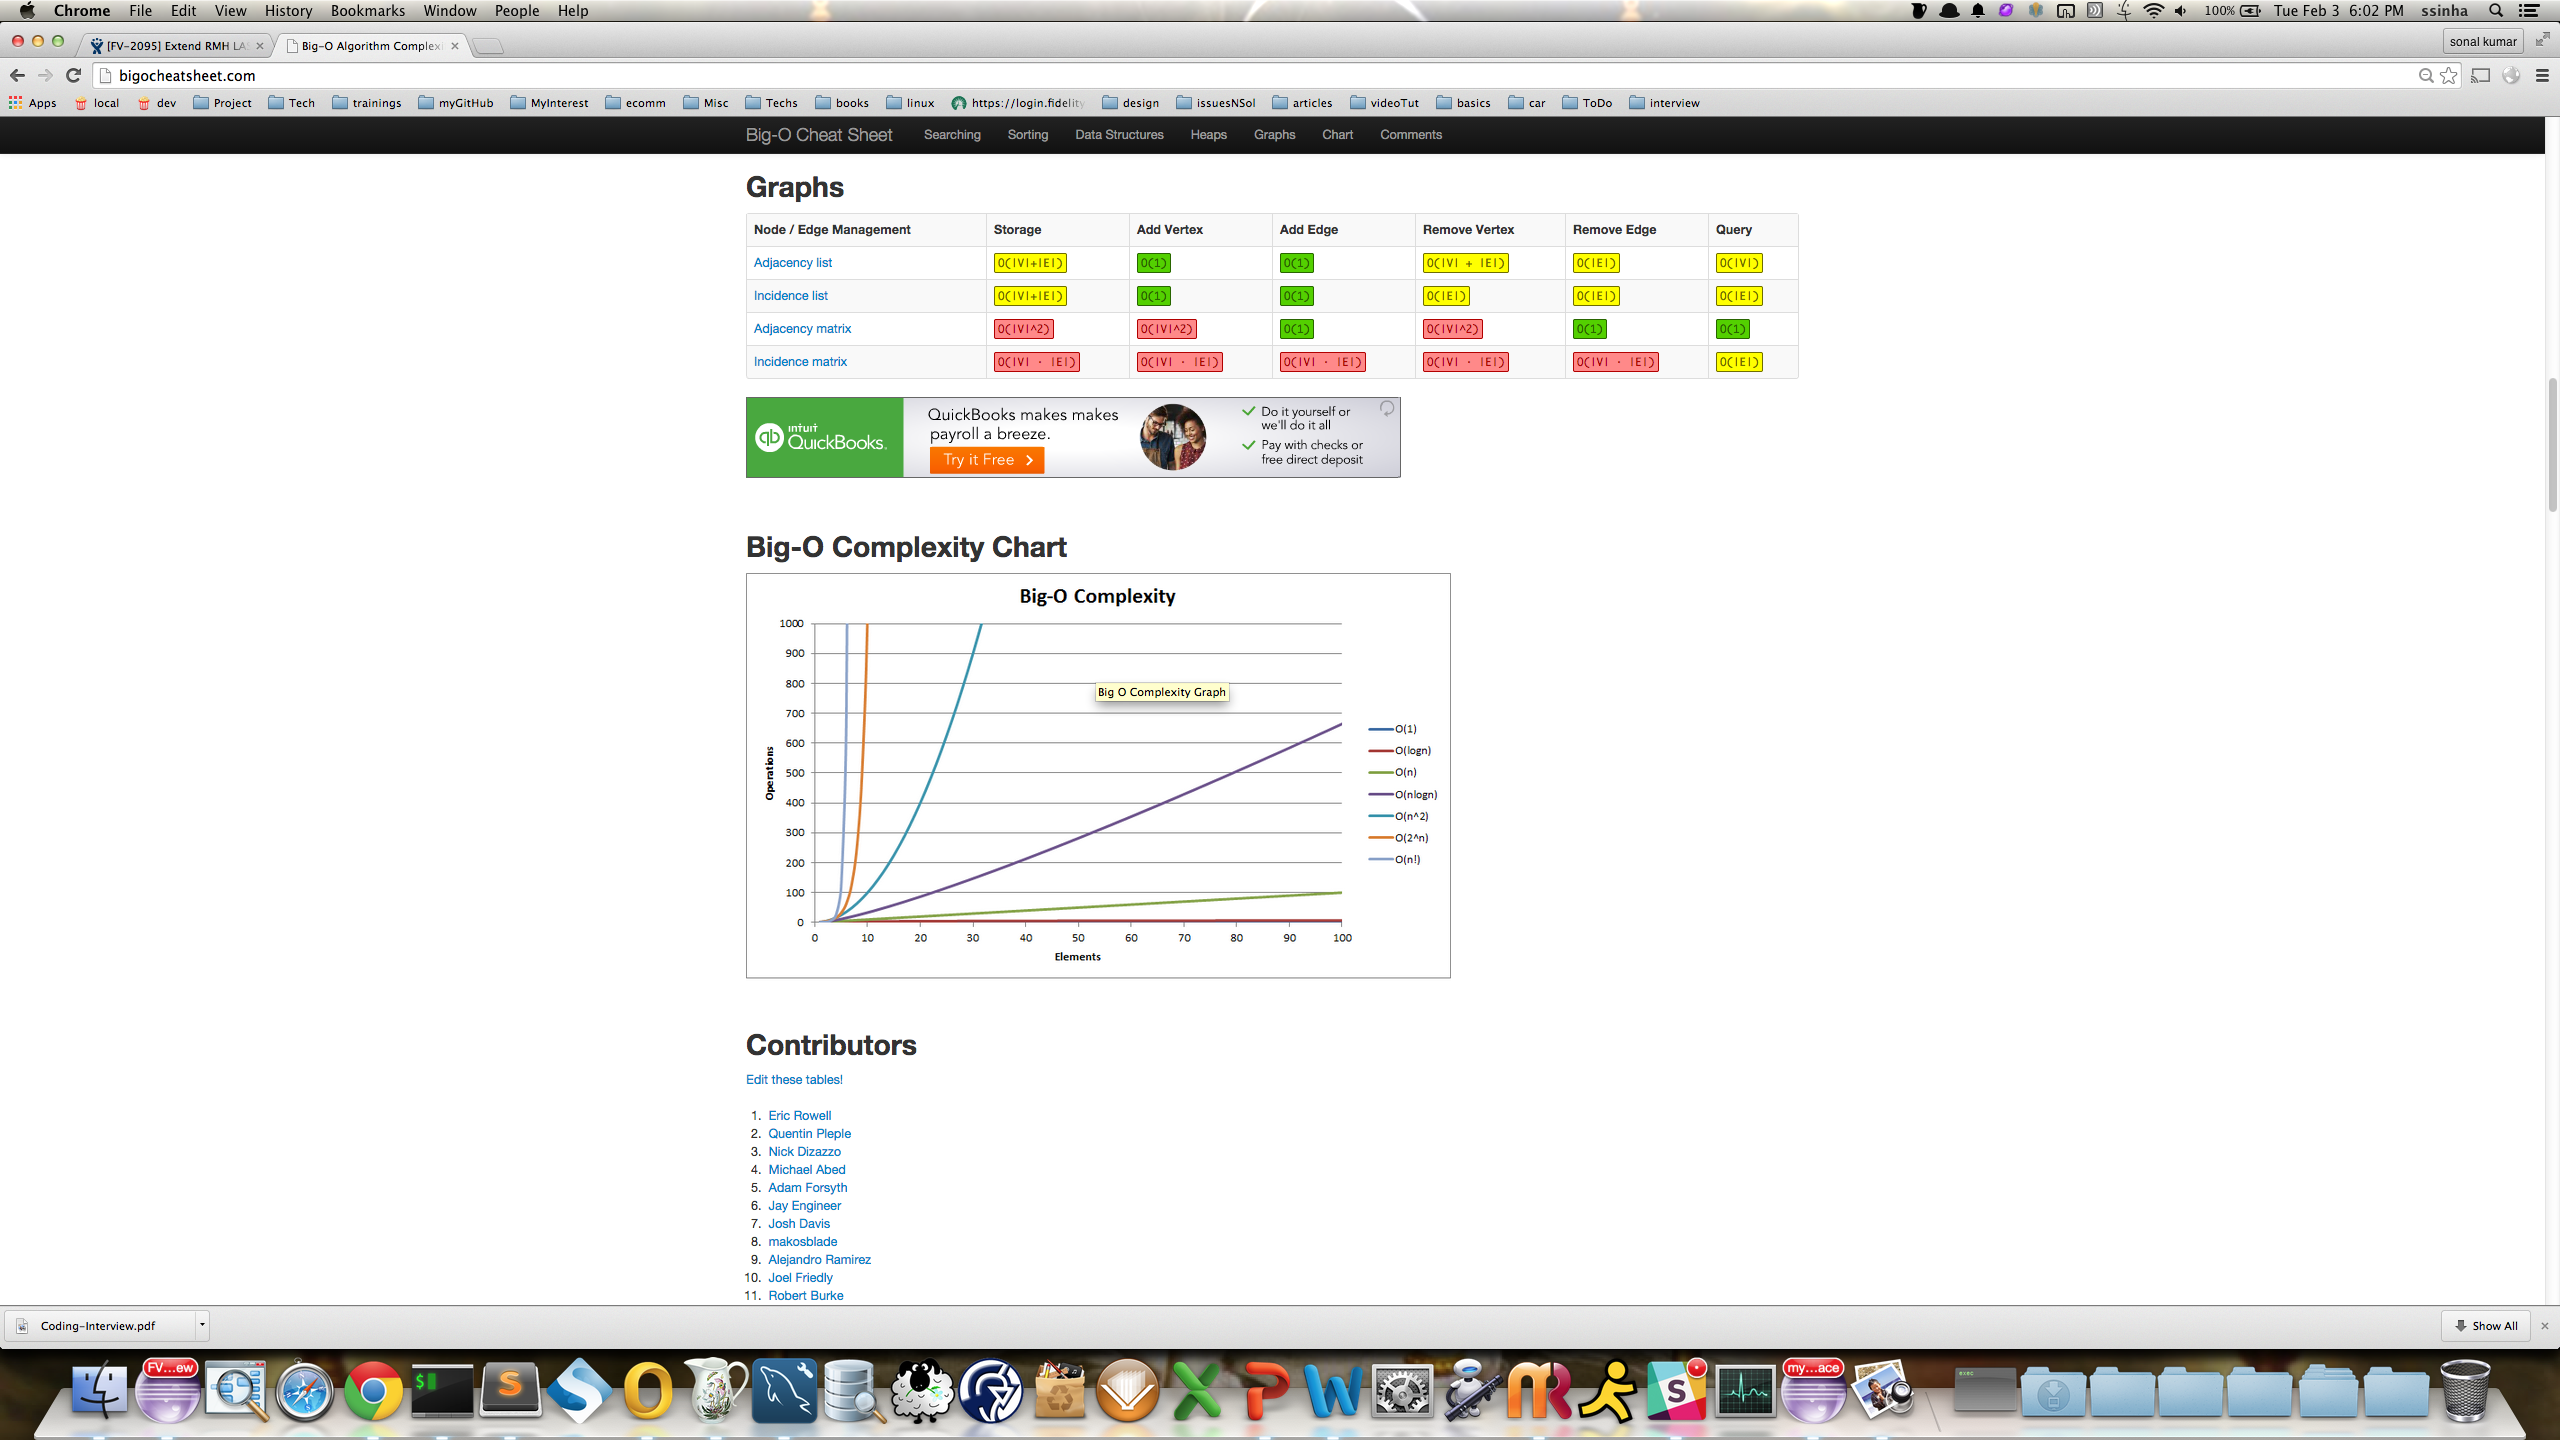 Chrome File Edit View History Bookmarks Window People Help 100% Tue Feb 3 6:02 PM ssinha
[FV-2095] Extend RMH LA Big-O Algorithm Complexi sonal kumar
bigocheatsheet.com
Apps local dev Project Tech trainings myGitHub MyInterest ecomm Misc Techs books linux https://login.fidelity design issuesNSol articles videoTut basics car ToDo interview
Big-O Cheat Sheet Searching Sorting Data Structures Heaps Graphs Chart Comments
Graphs
Node / Edge Management Storage Add Vertex Add Edge Remove Vertex Remove Edge Query
Adjacency list O(|V|+|E|) O(1) O(1) O(|V| + |E|) O(|E|) O(|V|)
Incidence list O(|V|+|E|) O(1) O(1) O(|E|) O(|E|) O(|E|)
Adjacency matrix O(|V|^2) O(|V|^2) O(1) O(|V|^2) O(1) O(1)
Incidence matrix O(|V| · |E|) O(|V| · |E|) O(|V| · |E|) O(|V| · |E|) O(|V| · |E|) O(|E|)
qb intuit QuickBooks.
QuickBooks makes makes
payroll a breeze.
Try it Free >
Do it yourself or
we'll do it all
Pay with checks or
free direct deposit
Big-O Complexity Chart
Big-O Complexity
1000
900
800
700
600
500
400
300
200
100
0
Operations
Big O Complexity Graph
O(1)
O(logn)
O(n)
O(nlogn)
O(n^2)
O(2^n)
O(n!)
0 10 20 30 40 50 60 70 80 90 100
Elements
Contributors
Edit these tables!
1. Eric Rowell
2. Quentin Pleple
3. Nick Dizazzo
4. Michael Abed
5. Adam Forsyth
6. Jay Engineer
7. Josh Davis
8. makosblade
9. Alejandro Ramirez
10. Joel Friedly
11. Robert Burke
Coding-Interview.pdf Show All
FV...ew my...ace
$ S O X P W S exec